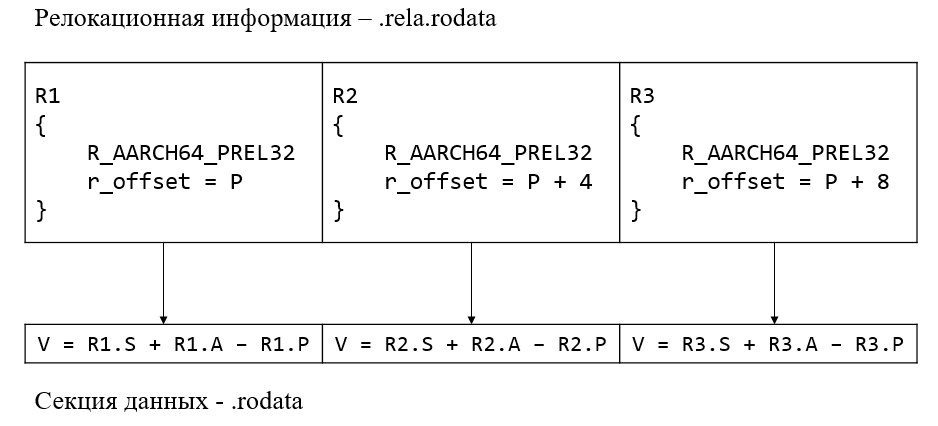 Релокационная информация – .rela.rodata
R1
{
R_AARCH64_PREL32
r_offset = P
}
R2
{
R_AARCH64_PREL32
r_offset = P + 4
}
R3
{
R_AARCH64_PREL32
r_offset = P + 8
}
V = R1.S + R1.A – R1.P
V = R2.S + R2.A – R2.P
V = R3.S + R3.A – R3.P
Секция данных - .rodata